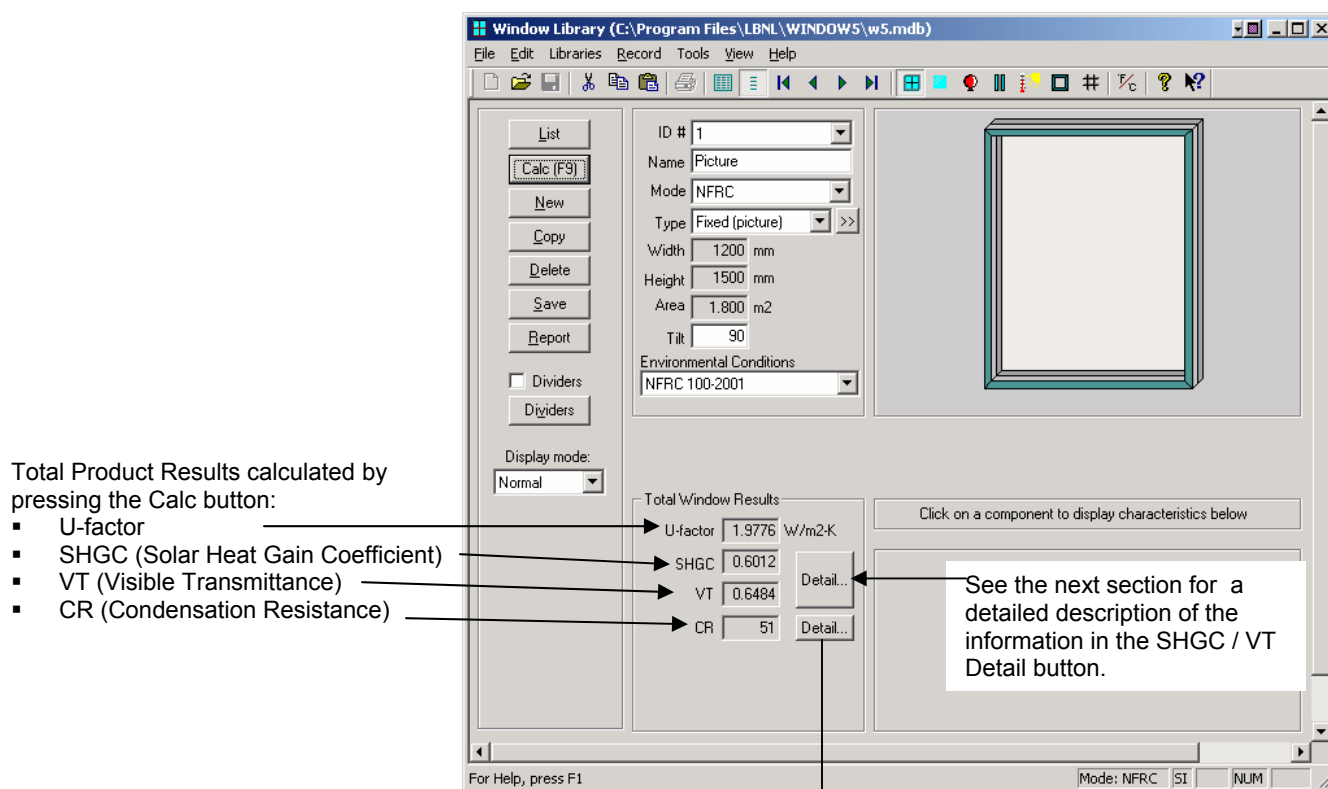 Window Library (C:\Program Files\LBNL\WINDOW5\w5.mdb)
File Edit Libraries Record Tools View Help
List
Calc (F9)
New
Copy
Delete
Save
Report
Dividers
Dividers
Display mode:
Normal
ID # 1
Name Picture
Mode NFRC
Type Fixed (picture) >>
Width 1200 mm
Height 1500 mm
Area 1.800 m2
Tilt 90
Environmental Conditions
NFRC 100-2001
Total Product Results calculated by
pressing the Calc button:
▪ U-factor
▪ SHGC (Solar Heat Gain Coefficient)
▪ VT (Visible Transmittance)
▪ CR (Condensation Resistance)
Total Window Results
U-factor 1.9776 W/m2-K
SHGC 0.6012
VT 0.6484
Detail...
CR 51 Detail...
Click on a component to display characteristics below
See the next section for a
detailed description of the
information in the SHGC / VT
Detail button.
For Help, press F1
Mode: NFRC SI NUM